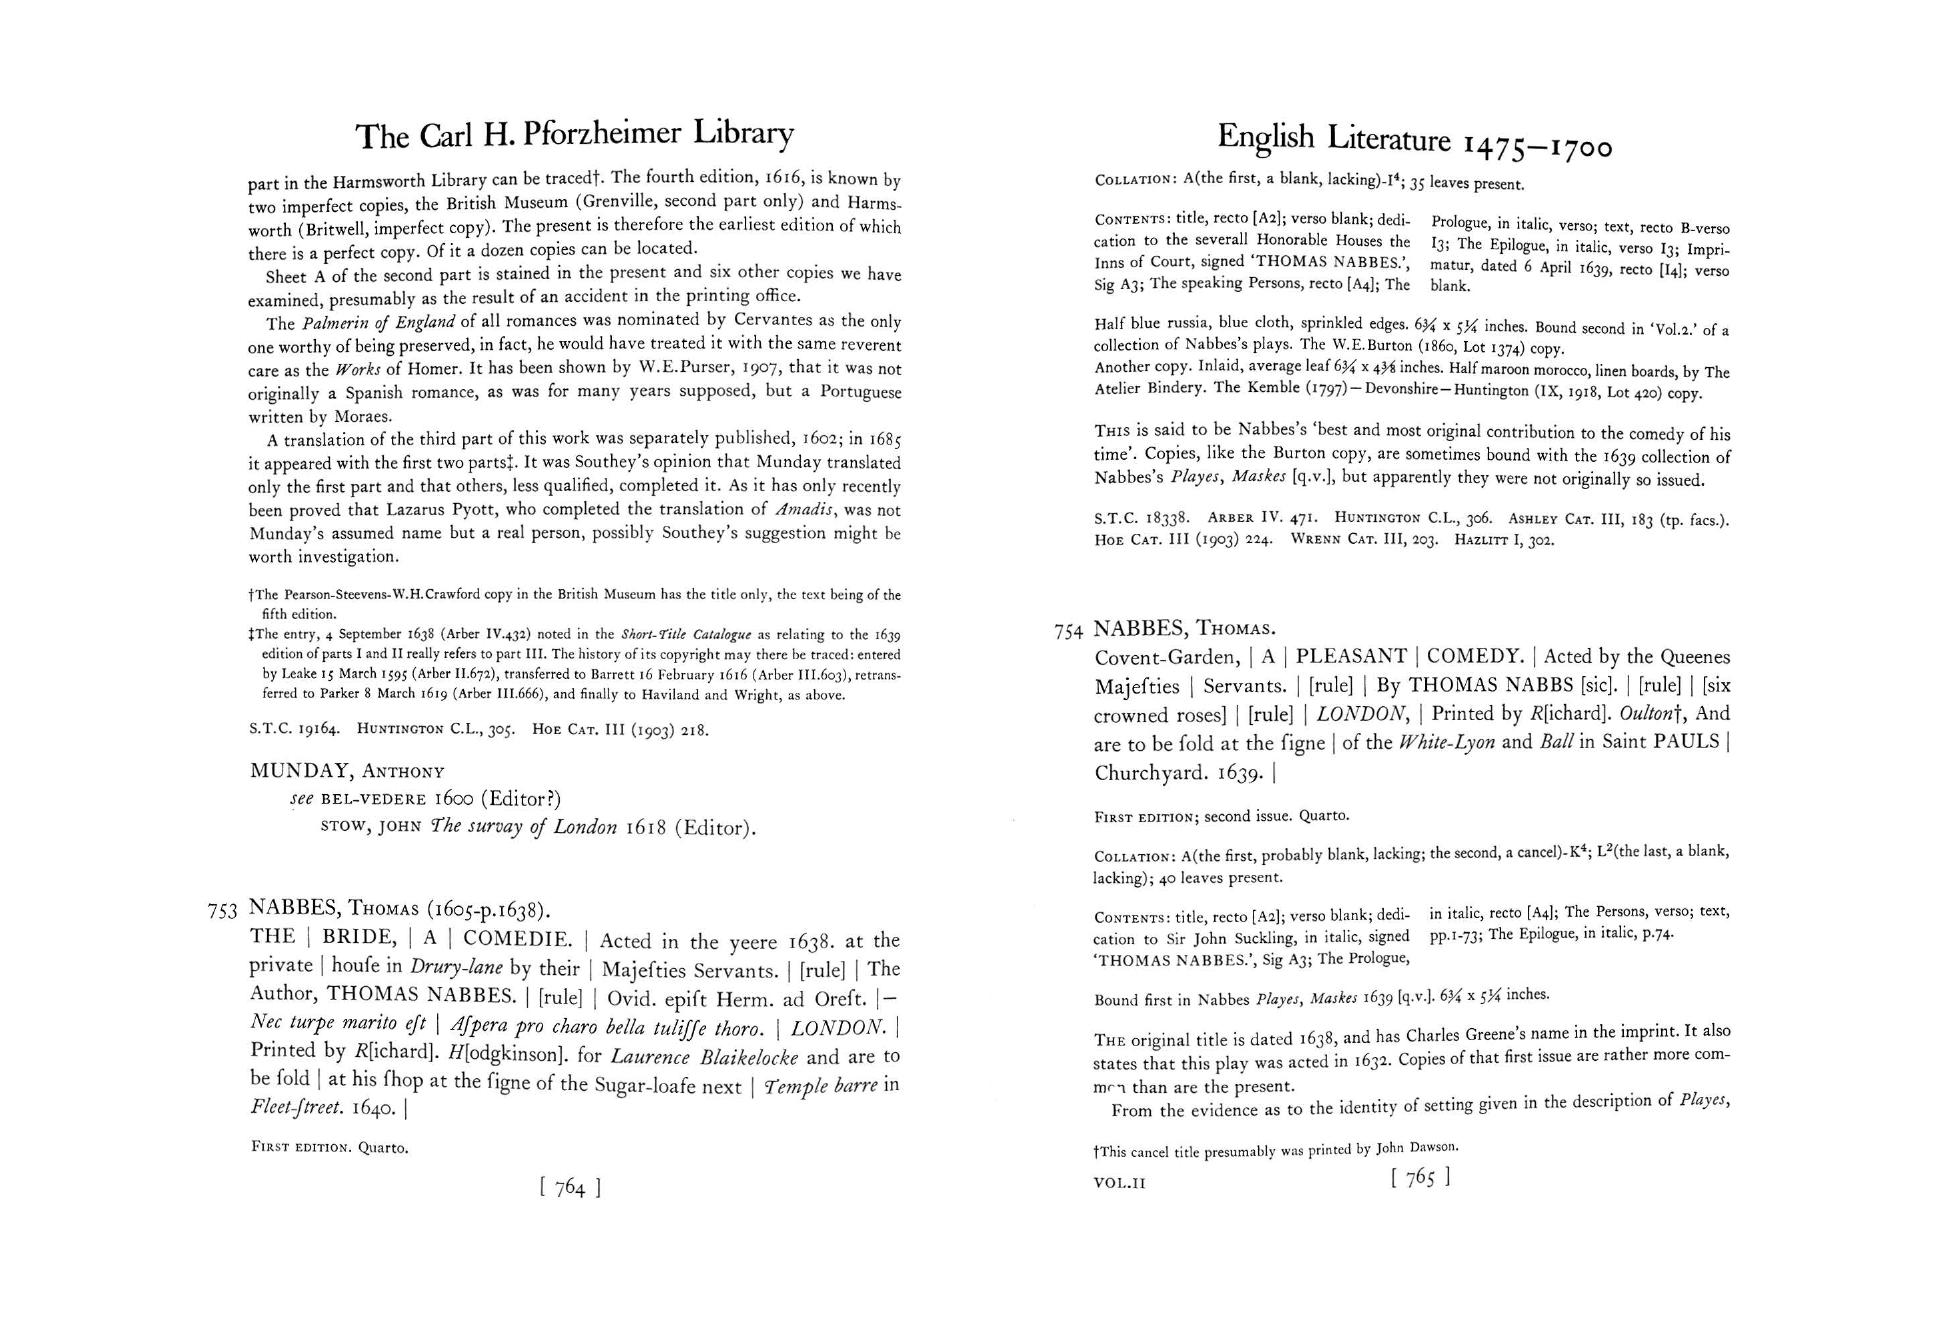 The Carl H. Pforzheimer Library
part in the Harmsworth Library can be traced†. The fourth edition, 1616, is known by
two imperfect copies, the British Museum (Grenville, second part only) and Harms-
worth (Britwell, imperfect copy). The present is therefore the earliest edition of which
there is a perfect copy. Of it a dozen copies can be located.
Sheet A of the second part is stained in the present and six other copies we have
examined, presumably as the result of an accident in the printing office.
The Palmerin of England of all romances was nominated by Cervantes as the only
one worthy of being preserved, in fact, he would have treated it with the same reverent
care as the Works of Homer. It has been shown by W.E.Purser, 1907, that it was not
originally a Spanish romance, as was for many years supposed, but a Portuguese
written by Moraes.
A translation of the third part of this work was separately published, 1602; in 1685
it appeared with the first two parts‡. It was Southey's opinion that Munday translated
only the first part and that others, less qualified, completed it. As it has only recently
been proved that Lazarus Pyott, who completed the translation of Amadis, was not
Munday's assumed name but a real person, possibly Southey's suggestion might be
worth investigation.
†The Pearson-Steevens-W.H.Crawford copy in the British Museum has the title only, the text being of the
fifth edition.
‡The entry, 4 September 1638 (Arber IV.432) noted in the Short-Title Catalogue as relating to the 1639
edition of parts I and II really refers to part III. The history of its copyright may there be traced: entered
by Leake 15 March 1595 (Arber II.672), transferred to Barrett 16 February 1616 (Arber III.603), retrans-
ferred to Parker 8 March 1619 (Arber III.666), and finally to Haviland and Wright, as above.
S.T.C. 19164. HUNTINGTON C.L., 305. HOE CAT. III (1903) 218.
MUNDAY, ANTHONY
see BEL-VEDERE 1600 (Editor?)
STOW, JOHN The survay of London 1618 (Editor).
753 NABBES, THOMAS (1605-p.1638).
THE | BRIDE, | A | COMEDIE. | Acted in the yeere 1638. at the
private | houſe in Drury-lane by their | Majeſties Servants. | [rule] | The
Author, THOMAS NABBES. | [rule] | Ovid. epiſt Herm. ad Oreſt. |—
Nec turpe marito eſt | Aſpera pro charo bella tuliſſe thoro. | LONDON. |
Printed by R[ichard]. H[odgkinson]. for Laurence Blaikelocke and are to
be ſold | at his ſhop at the ſigne of the Sugar-loafe next | Temple barre in
Fleet-ſtreet. 1640. |
FIRST EDITION. Quarto.
[ 764 ]
English Literature 1475–1700
COLLATION: A(the first, a blank, lacking)-I⁴; 35 leaves present.
CONTENTS: title, recto [A2]; verso blank; dedi-
cation to the severall Honorable Houses the
Inns of Court, signed 'THOMAS NABBES.',
Sig A3; The speaking Persons, recto [A4]; The
Prologue, in italic, verso; text, recto B-verso
I3; The Epilogue, in italic, verso I3; Impri-
matur, dated 6 April 1639, recto [I4]; verso
blank.
Half blue russia, blue cloth, sprinkled edges. 6¾ x 5¼ inches. Bound second in 'Vol.2.' of a
collection of Nabbes's plays. The W.E.Burton (1860, Lot 1374) copy.
Another copy. Inlaid, average leaf 6¾ x 4⅜ inches. Half maroon morocco, linen boards, by The
Atelier Bindery. The Kemble (1797)—Devonshire—Huntington (IX, 1918, Lot 420) copy.
THIS is said to be Nabbes's 'best and most original contribution to the comedy of his
time'. Copies, like the Burton copy, are sometimes bound with the 1639 collection of
Nabbes's Playes, Maskes [q.v.], but apparently they were not originally so issued.
S.T.C. 18338. ARBER IV. 471. HUNTINGTON C.L., 306. ASHLEY CAT. III, 183 (tp. facs.).
HOE CAT. III (1903) 224. WRENN CAT. III, 203. HAZLITT I, 302.
754 NABBES, THOMAS.
Covent-Garden, | A | PLEASANT | COMEDY. | Acted by the Queenes
Majeſties | Servants. | [rule] | By THOMAS NABBS [sic]. | [rule] | [six
crowned roses] | [rule] | LONDON, | Printed by R[ichard]. Oulton†, And
are to be ſold at the ſigne | of the White-Lyon and Ball in Saint PAULS |
Churchyard. 1639. |
FIRST EDITION; second issue. Quarto.
COLLATION: A(the first, probably blank, lacking; the second, a cancel)-K⁴; L²(the last, a blank,
lacking); 40 leaves present.
CONTENTS: title, recto [A2]; verso blank; dedi-
cation to Sir John Suckling, in italic, signed
'THOMAS NABBES.', Sig A3; The Prologue,
in italic, recto [A4]; The Persons, verso; text,
pp.1-73; The Epilogue, in italic, p.74.
Bound first in Nabbes Playes, Maskes 1639 [q.v.]. 6¾ x 5¼ inches.
THE original title is dated 1638, and has Charles Greene's name in the imprint. It also
states that this play was acted in 1632. Copies of that first issue are rather more com-
mon than are the present.
From the evidence as to the identity of setting given in the description of Playes,
†This cancel title presumably was printed by John Dawson.
VOL.II
[ 765 ]